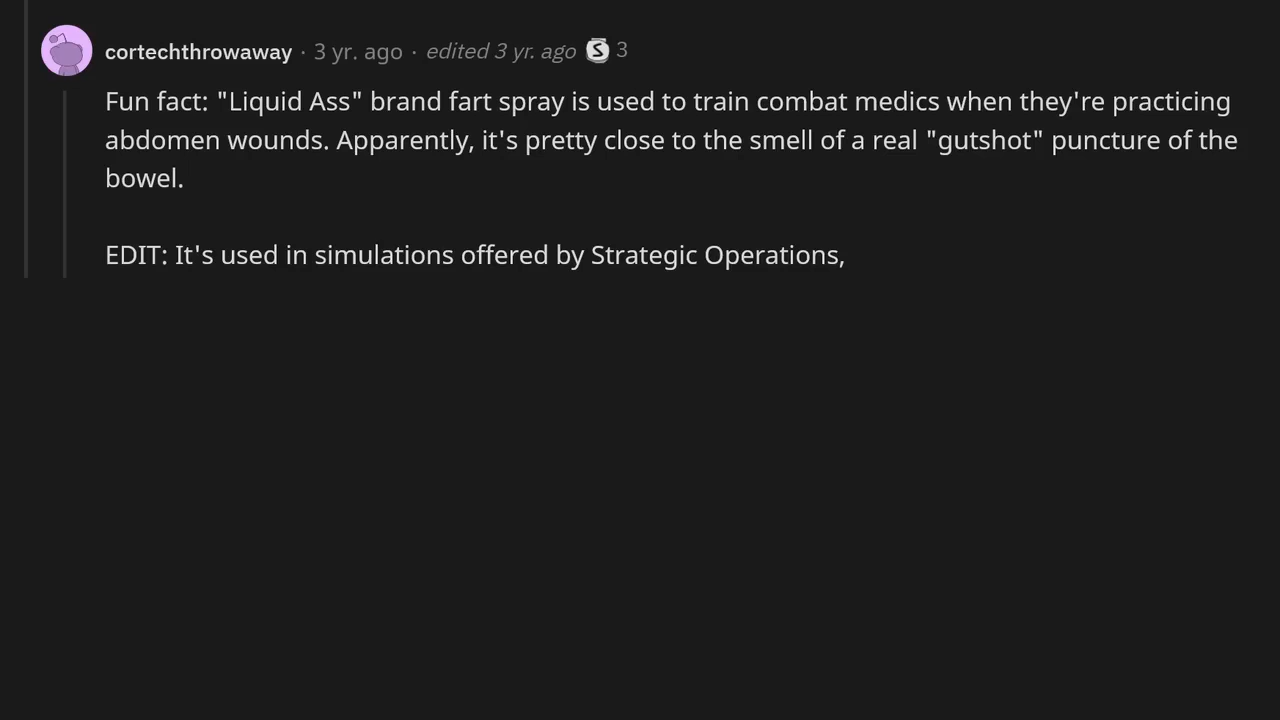 cortechthrowaway · 3 yr. ago · edited 3 yr. ago S 3
Fun fact: "Liquid Ass" brand fart spray is used to train combat medics when they're practicing
abdomen wounds. Apparently, it's pretty close to the smell of a real "gutshot" puncture of the
bowel.
EDIT: It's used in simulations offered by Strategic Operations,